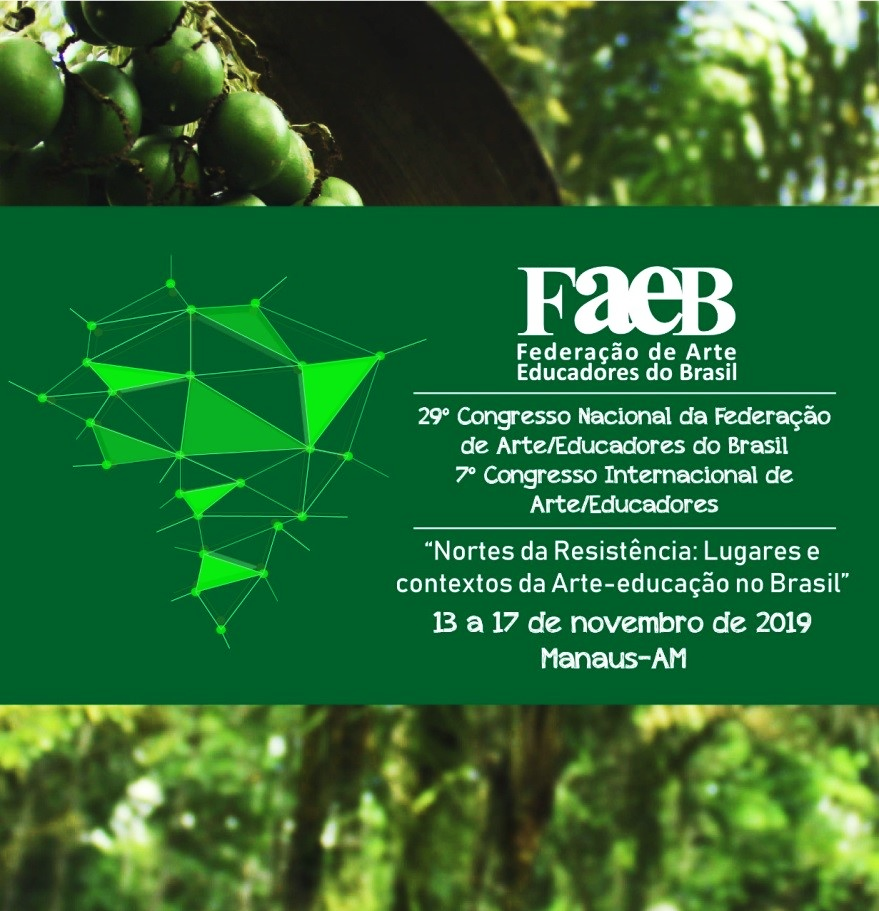 FaeB
Federação de Arte
Educadores do Brasil
29º Congresso Nacional da Federação
de Arte/Educadores do Brasil
7º Congresso Internacional de
Arte/Educadores
“Nortes da Resistência: Lugares e
contextos da Arte-educação no Brasil”
13 a 17 de novembro de 2019
Manaus-AM